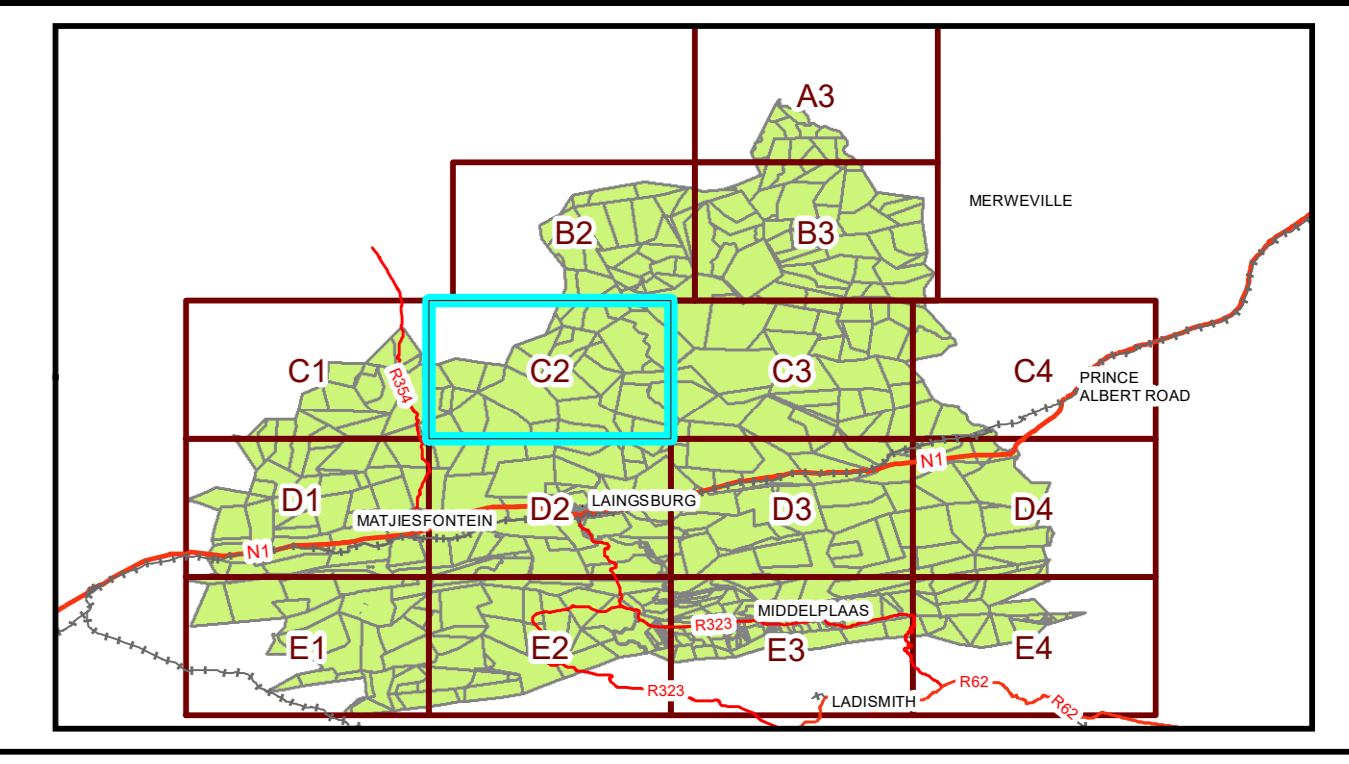 A3
MERWEVILLE
B2
B3
C1
R354
C2
C3
C4
PRINCE
ALBERT ROAD
N1
D1
MATJIESFONTEIN
D2
LAINGSBURG
D3
D4
N1
MIDDELPLAAS
R323
E1
E2
E3
E4
R323
R62
LADISMITH
R62